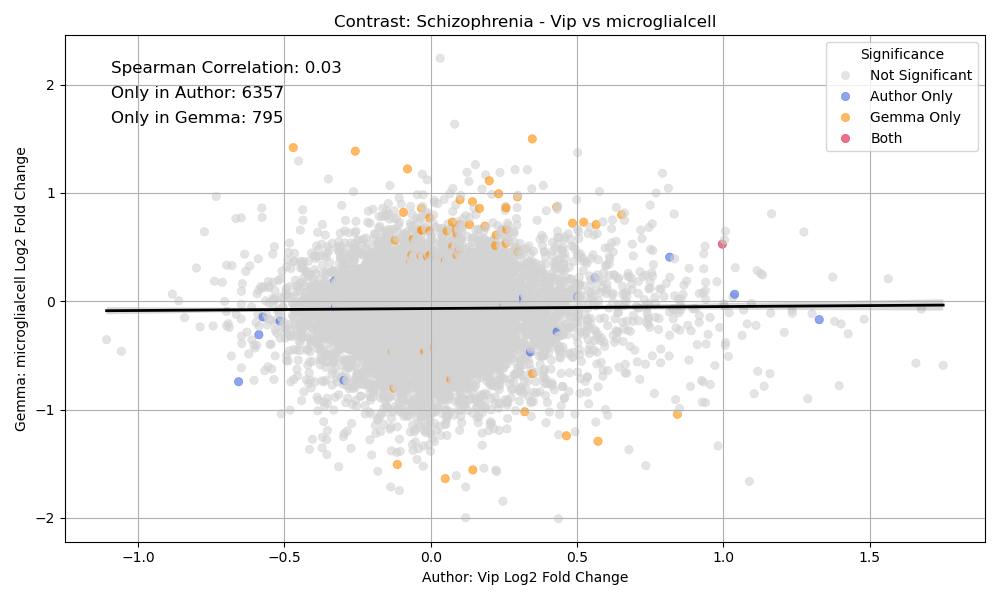 Contrast: Schizophrenia - Vip vs microglialcell
Spearman Correlation: 0.03
Only in Author: 6357
Only in Gemma: 795
Significance
Not Significant
Author Only
Gemma Only
Both
Gemma: microglialcell Log2 Fold Change
2
1
0
−1
−2
−1.0 −0.5 0.0 0.5 1.0 1.5
Author: Vip Log2 Fold Change